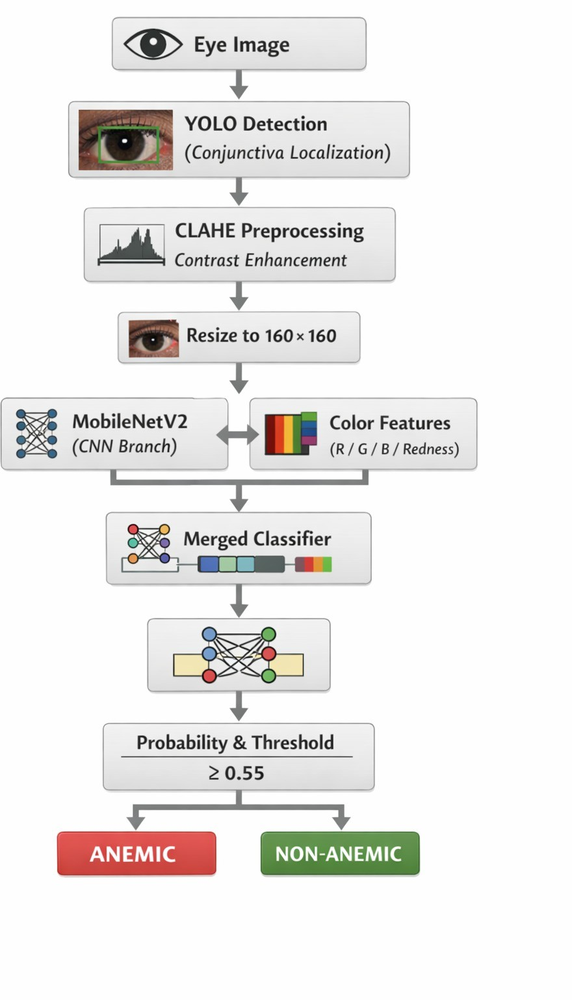 Eye Image
YOLO Detection
(Conjunctiva Localization)
CLAHE Preprocessing
Contrast Enhancement
Resize to 160×160
MobileNetV2
(CNN Branch)
Color Features
(R / G / B / Redness)
Merged Classifier
Probability & Threshold
≥ 0.55
ANEMIC
NON-ANEMIC